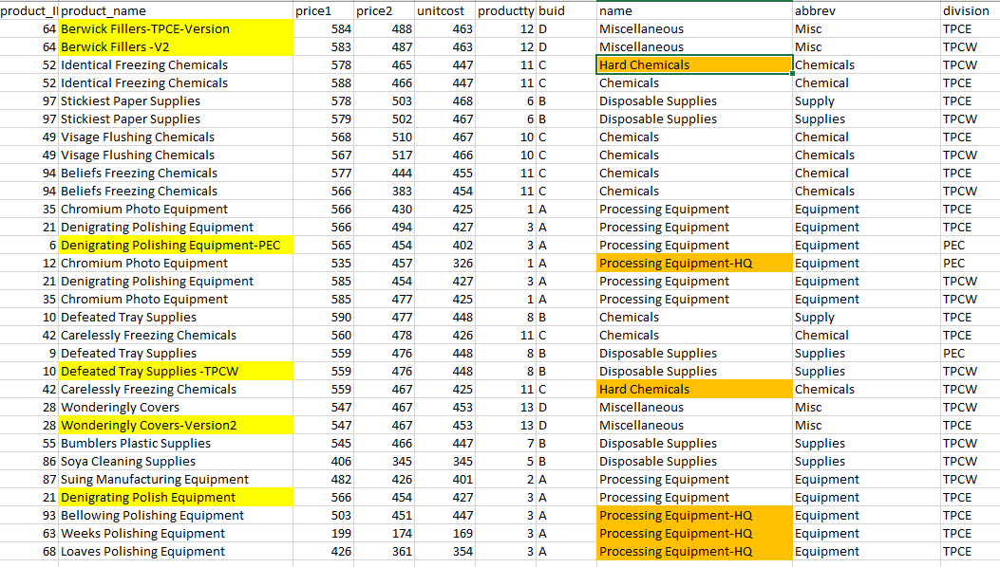 product_I product_name price1 price2 unitcost productty buid name abbrev division
64 Berwick Fillers-TPCE-Version 584 488 463 12 D Miscellaneous Misc TPCE
64 Berwick Fillers -V2 583 487 463 12 D Miscellaneous Misc TPCW
52 Identical Freezing Chemicals 578 465 447 11 C Hard Chemicals Chemicals TPCW
52 Identical Freezing Chemicals 588 466 447 11 C Chemicals Chemical TPCE
97 Stickiest Paper Supplies 578 503 468 6 B Disposable Supplies Supply TPCE
97 Stickiest Paper Supplies 579 502 467 6 B Disposable Supplies Supplies TPCW
49 Visage Flushing Chemicals 568 510 467 10 C Chemicals Chemical TPCE
49 Visage Flushing Chemicals 567 517 466 10 C Chemicals Chemicals TPCW
94 Beliefs Freezing Chemicals 577 444 455 11 C Chemicals Chemical TPCE
94 Beliefs Freezing Chemicals 566 383 454 11 C Chemicals Chemicals TPCW
35 Chromium Photo Equipment 566 430 425 1 A Processing Equipment Equipment TPCE
21 Denigrating Polishing Equipment 566 494 427 3 A Processing Equipment Equipment TPCE
6 Denigrating Polishing Equipment-PEC 565 454 402 3 A Processing Equipment Equipment PEC
12 Chromium Photo Equipment 535 457 326 1 A Processing Equipment-HQ Equipment PEC
21 Denigrating Polishing Equipment 585 454 427 3 A Processing Equipment Equipment TPCW
35 Chromium Photo Equipment 585 477 425 1 A Processing Equipment Equipment TPCW
10 Defeated Tray Supplies 590 477 448 8 B Chemicals Supply TPCE
42 Carelessly Freezing Chemicals 560 478 426 11 C Chemicals Chemical TPCE
9 Defeated Tray Supplies 559 476 448 8 B Disposable Supplies Supplies PEC
10 Defeated Tray Supplies -TPCW 559 476 448 8 B Disposable Supplies Supplies TPCW
42 Carelessly Freezing Chemicals 559 467 425 11 C Hard Chemicals Chemicals TPCW
28 Wonderingly Covers 547 467 453 13 D Miscellaneous Misc TPCW
28 Wonderingly Covers-Version2 547 467 453 13 D Miscellaneous Misc TPCE
55 Bumblers Plastic Supplies 545 466 447 7 B Disposable Supplies Supplies TPCW
86 Soya Cleaning Supplies 406 345 345 5 B Disposable Supplies Supplies TPCW
87 Suing Manufacturing Equipment 482 426 401 2 A Processing Equipment Equipment TPCW
21 Denigrating Polish Equipment 566 454 427 3 A Processing Equipment Equipment TPCE
93 Bellowing Polishing Equipment 503 451 447 3 A Processing Equipment-HQ Equipment TPCE
63 Weeks Polishing Equipment 199 174 169 3 A Processing Equipment-HQ Equipment TPCE
68 Loaves Polishing Equipment 426 361 354 3 A Processing Equipment-HQ Equipment TPCE